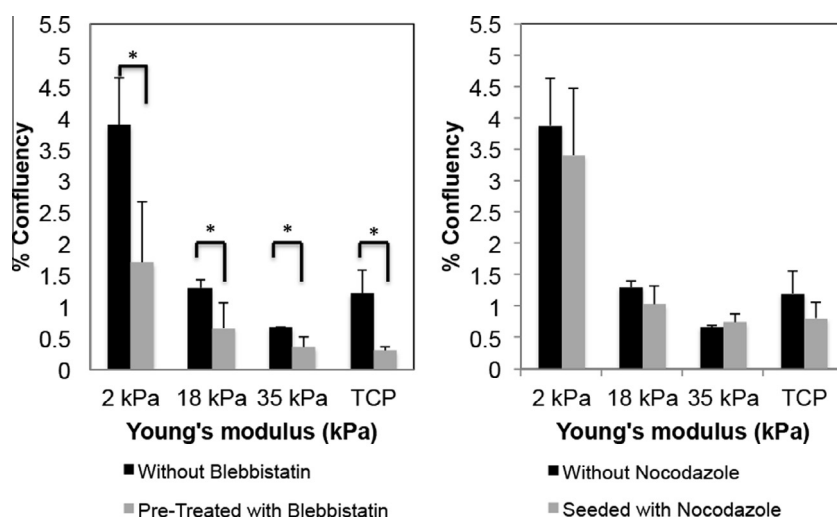 5.5
5
4.5
4
3.5
3
2.5
2
1.5
1
0.5
0
% Confluency
*
*
*
*
2 kPa 18 kPa 35 kPa TCP
Young's modulus (kPa)
Without Blebbistatin
Pre-Treated with Blebbistatin
5.5
5
4.5
4
3.5
3
2.5
2
1.5
1
0.5
0
% Confluency
2 kPa 18 kPa 35 kPa TCP
Young's modulus (kPa)
Without Nocodazole
Seeded with Nocodazole